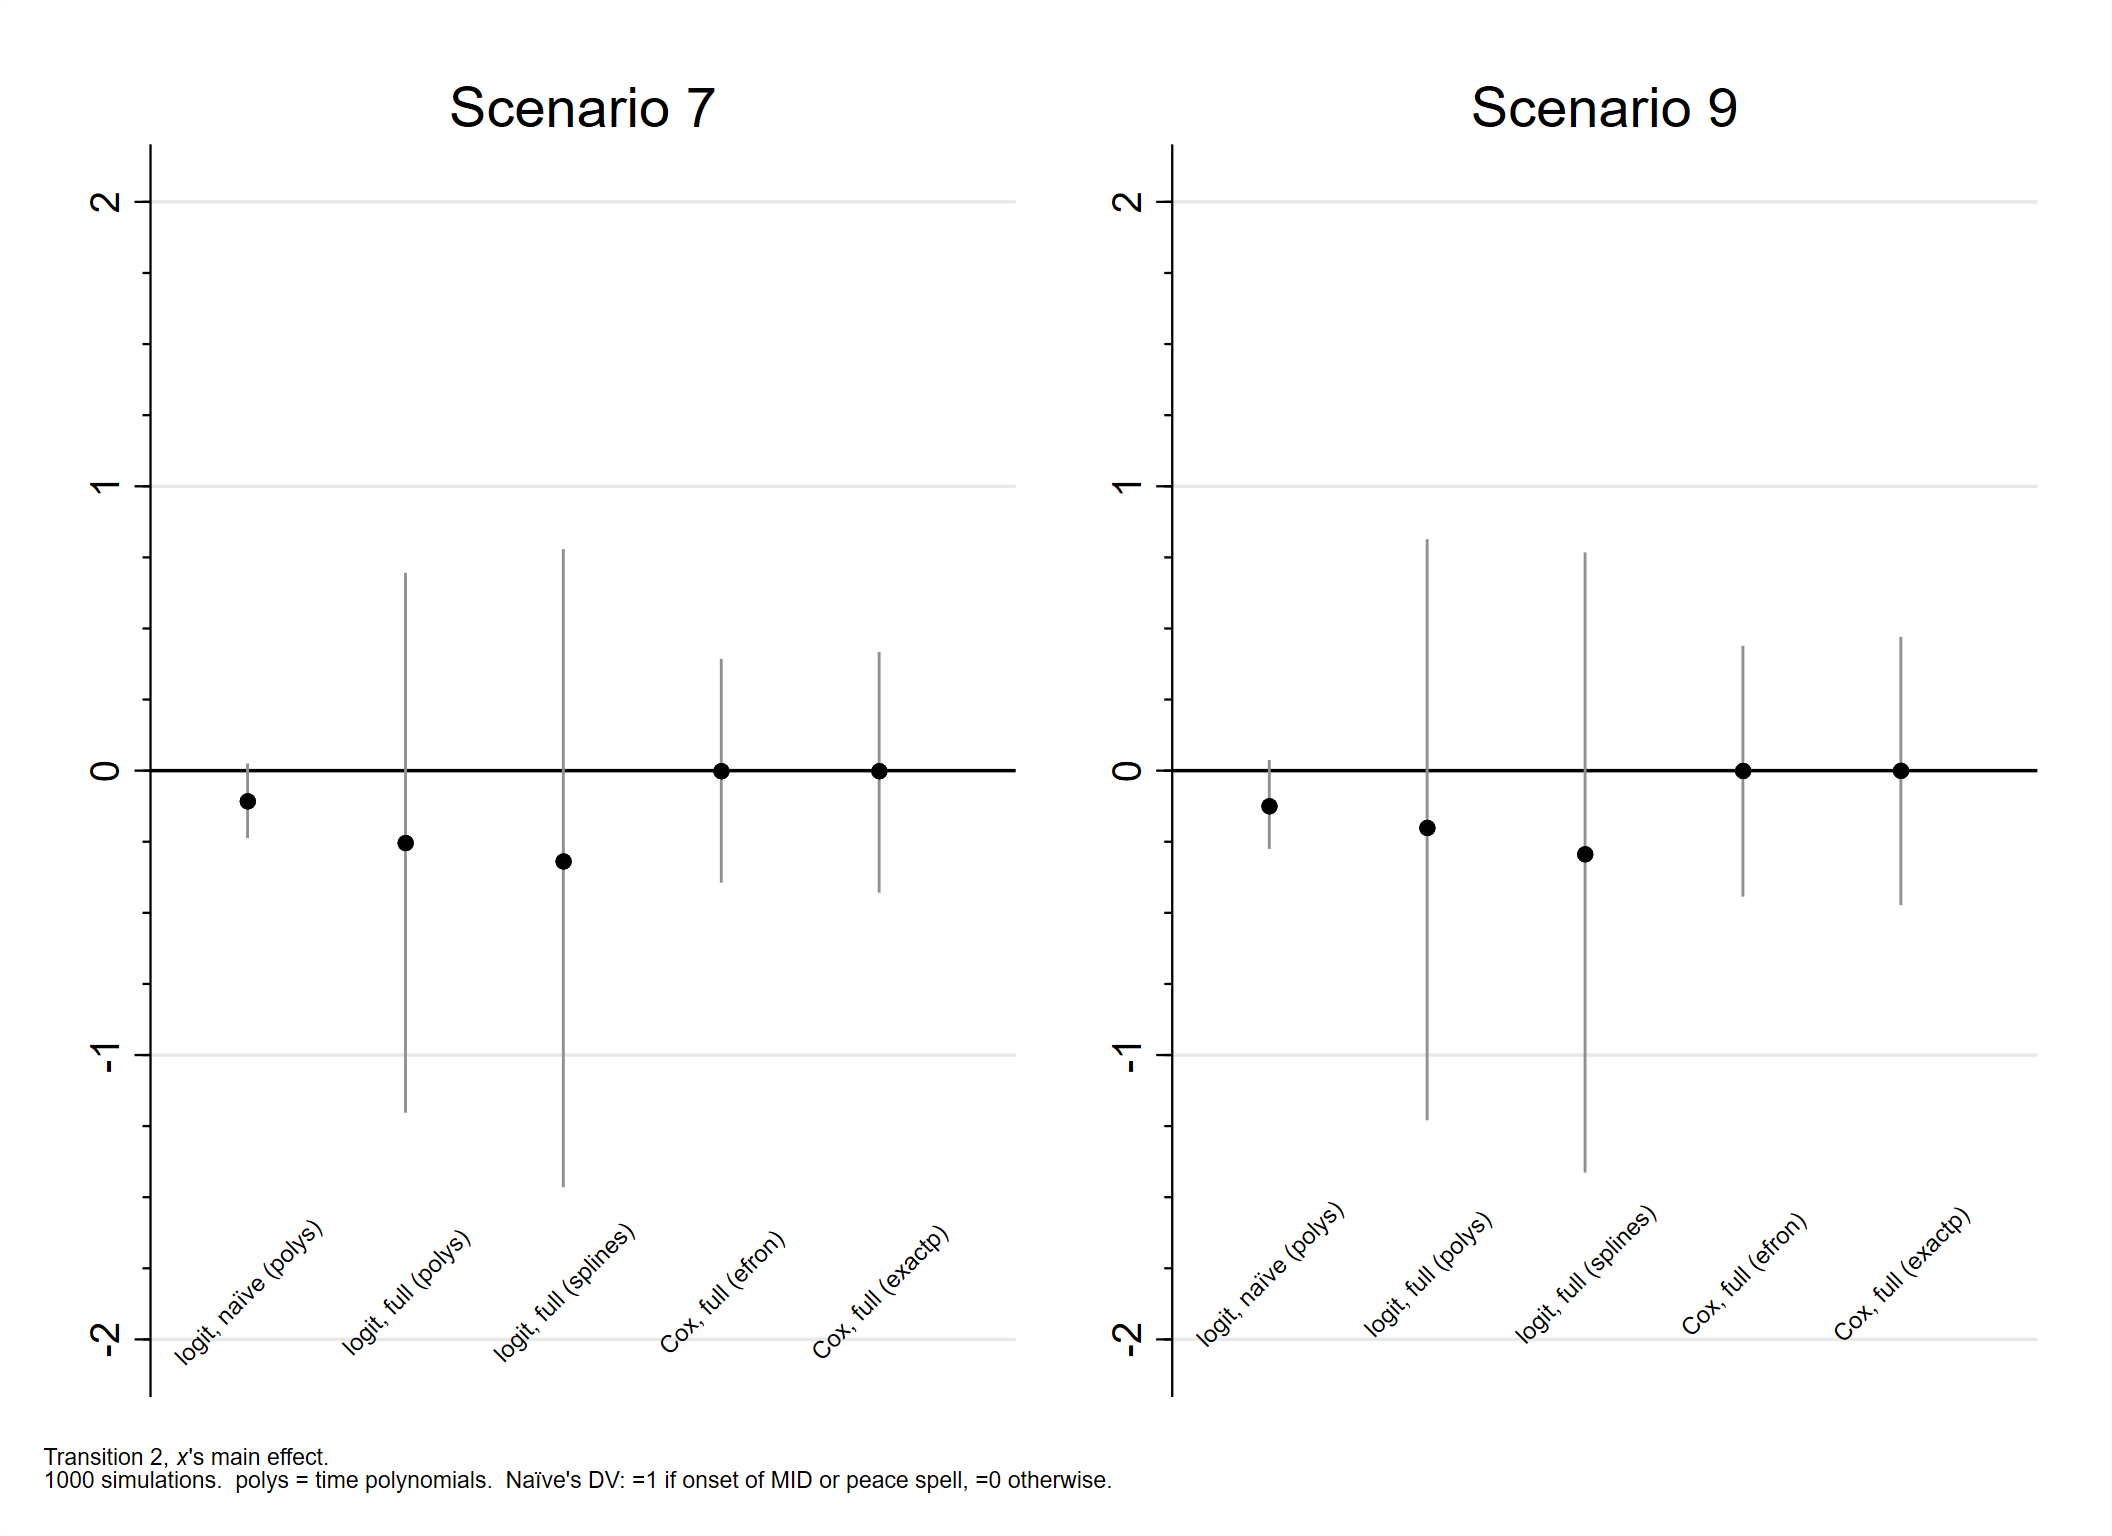 Scenario 7
2
1
0
-1
-2
logit, naïve (polys)
logit, full (polys)
logit, full (splines)
Cox, full (efron)
Cox, full (exactp)
Scenario 9
2
1
0
-1
-2
logit, naïve (polys)
logit, full (polys)
logit, full (splines)
Cox, full (efron)
Cox, full (exactp)
Transition 2, x's main effect.
1000 simulations.  polys = time polynomials.  Naïve's DV: =1 if onset of MID or peace spell, =0 otherwise.